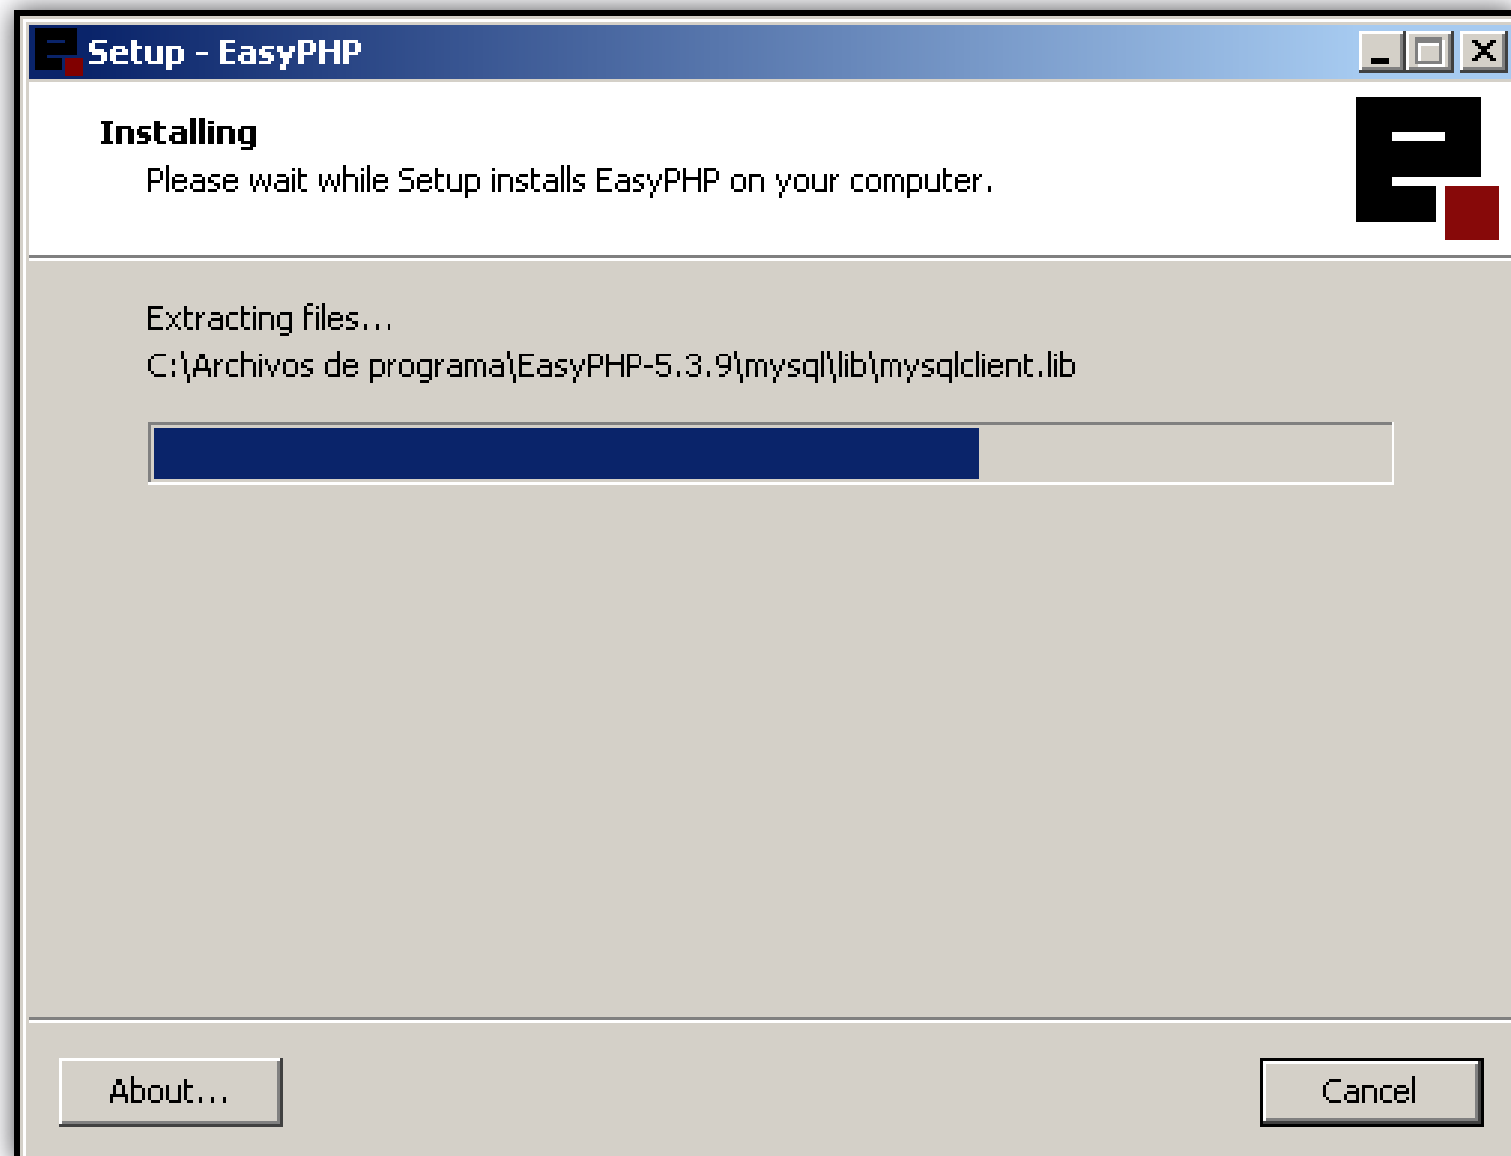 Setup - EasyPHP
Installing
Please wait while Setup installs EasyPHP on your computer.
Extracting files...
C:\Archivos de programa\EasyPHP-5.3.9\mysql\lib\mysqlclient.lib
About...
Cancel